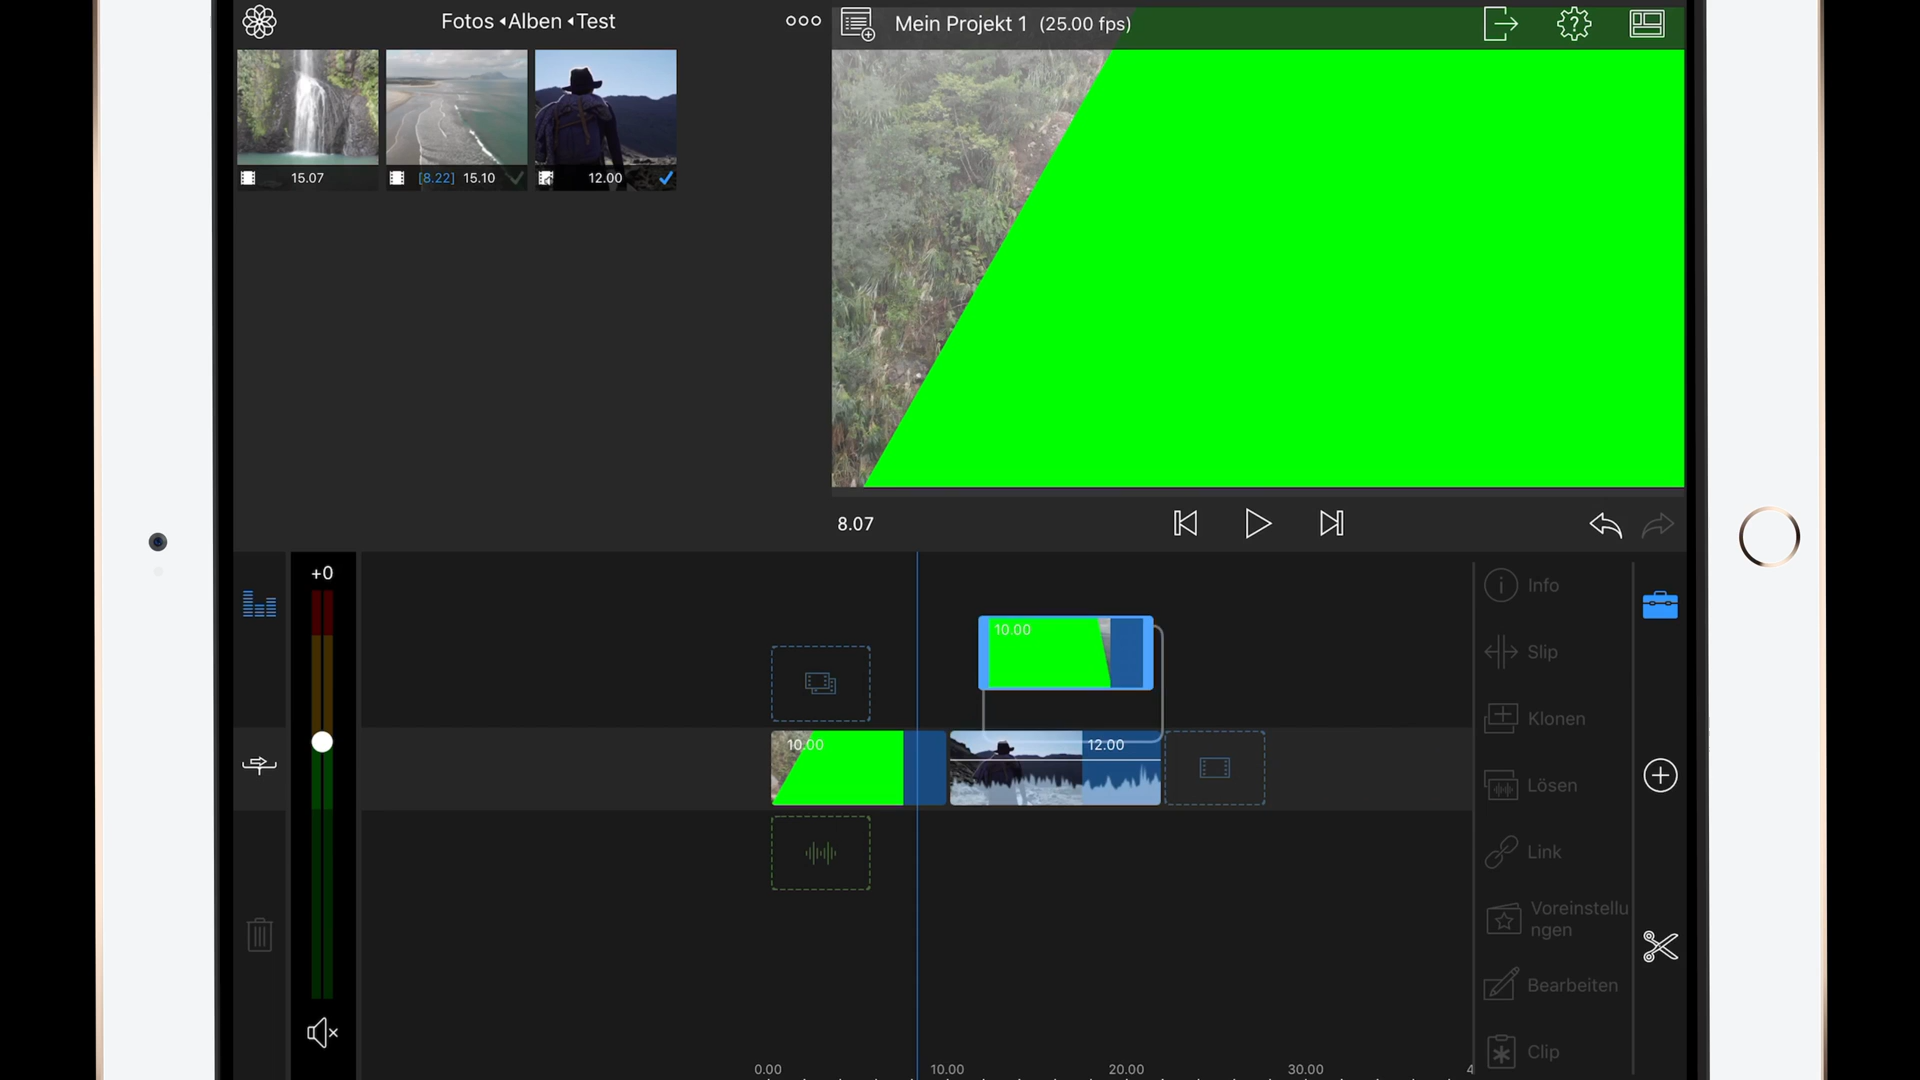 Fotos ◂Alben ◂Test
Mein Projekt 1 (25.00 fps)
15.07
[8.22] 15.10
12.00
8.07
+0
10.00
10.00
12.00
Info
Slip
Klonen
Lösen
Link
Voreinstellu
ngen
Bearbeiten
Clip
0.00
10.00
20.00
30.00
4